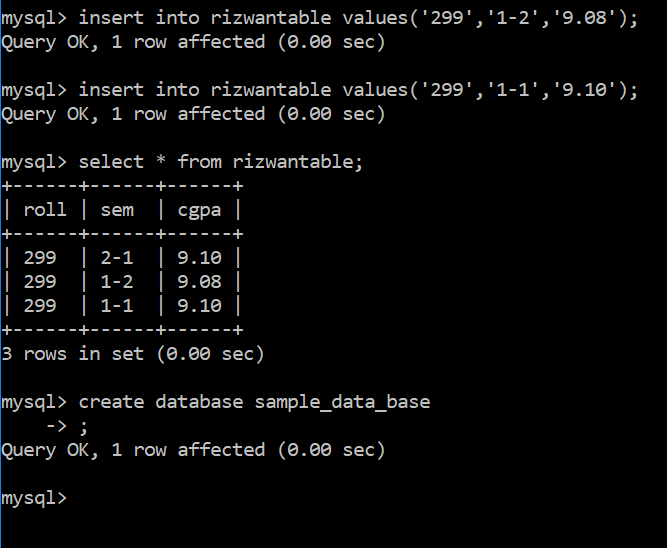 mysql> insert into rizwantable values('299','1-2','9.08');
Query OK, 1 row affected (0.00 sec)
mysql> insert into rizwantable values('299','1-1','9.10');
Query OK, 1 row affected (0.00 sec)
mysql> select * from rizwantable;
+------+------+------+
| roll | sem  | cgpa |
+------+------+------+
| 299  | 2-1  | 9.10 |
| 299  | 1-2  | 9.08 |
| 299  | 1-1  | 9.10 |
+------+------+------+
3 rows in set (0.00 sec)
mysql> create database sample_data_base
    -> ;
Query OK, 1 row affected (0.00 sec)
mysql>